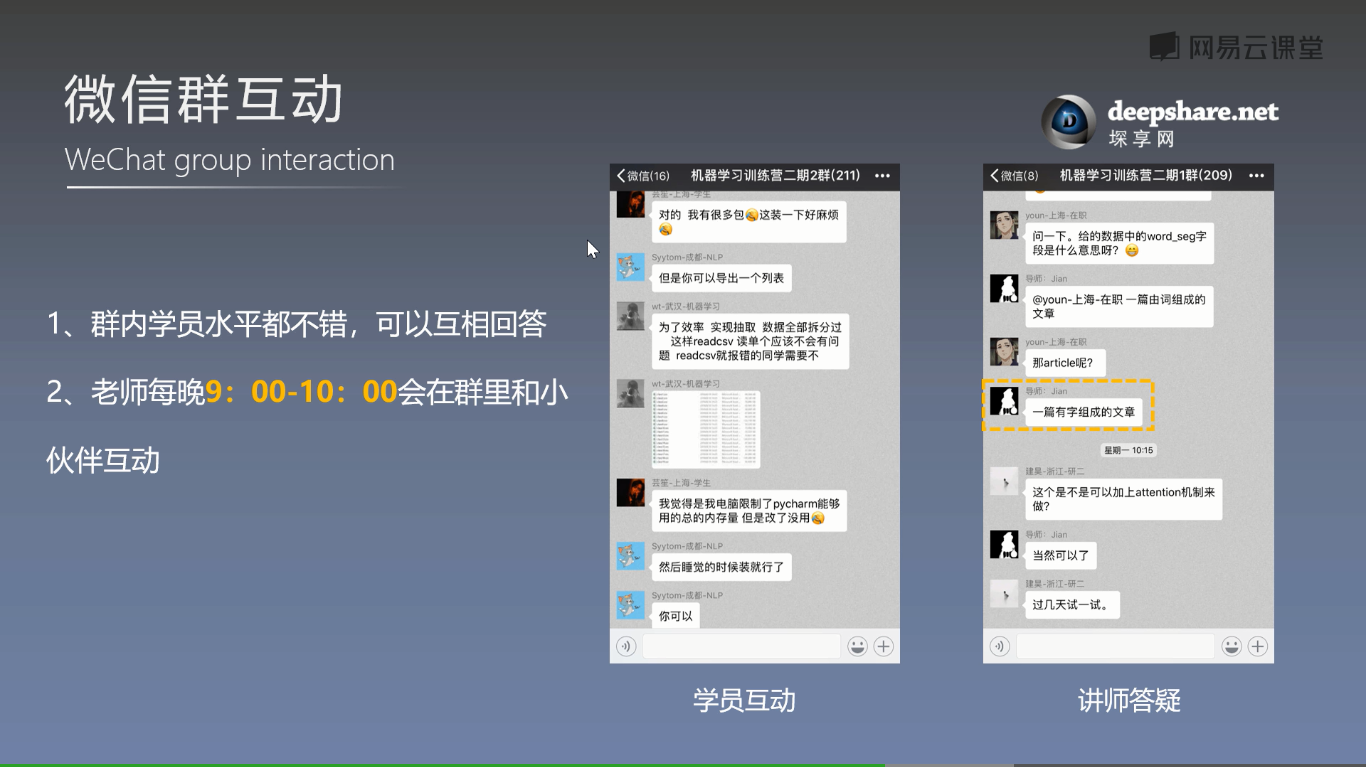 网易云课堂
微信群互动
WeChat group interaction
deepshare.net
深享网
1、群内学员水平都不错，可以互相回答
2、老师每晚9：00-10：00会在群里和小
伙伴互动
微信(16) 机器学习训练营二期2群(211)
芸笙-上海-学生
对的 我有很多包这装一下好麻烦
Syytom-成都-NLP
但是你可以导出一个列表
wt-武汉-机器学习
为了效率 实现抽取 数据全部拆分过
这样readcsv 读单个应该不会有问
题 readcsv就报错的同学需要不
wt-武汉-机器学习
芸笙-上海-学生
我觉得是我电脑限制了pycharm能够
用的总的内存量 但是改了没用
Syytom-成都-NLP
然后睡觉的时候装就行了
Syytom-成都-NLP
你可以
学员互动
微信(8) 机器学习训练营二期1群(209)
youn-上海-在职
问一下。给的数据中的word_seg字
段是什么意思呀？
导师：Jian
@youn-上海-在职 一篇由词组成的
文章
youn-上海-在职
那article呢？
导师：Jian
一篇有字组成的文章
星期一 10:15
建昊-浙江-研二
这个是不是可以加上attention机制来
做？
导师：Jian
当然可以了
建昊-浙江-研二
过几天试一试。
讲师答疑